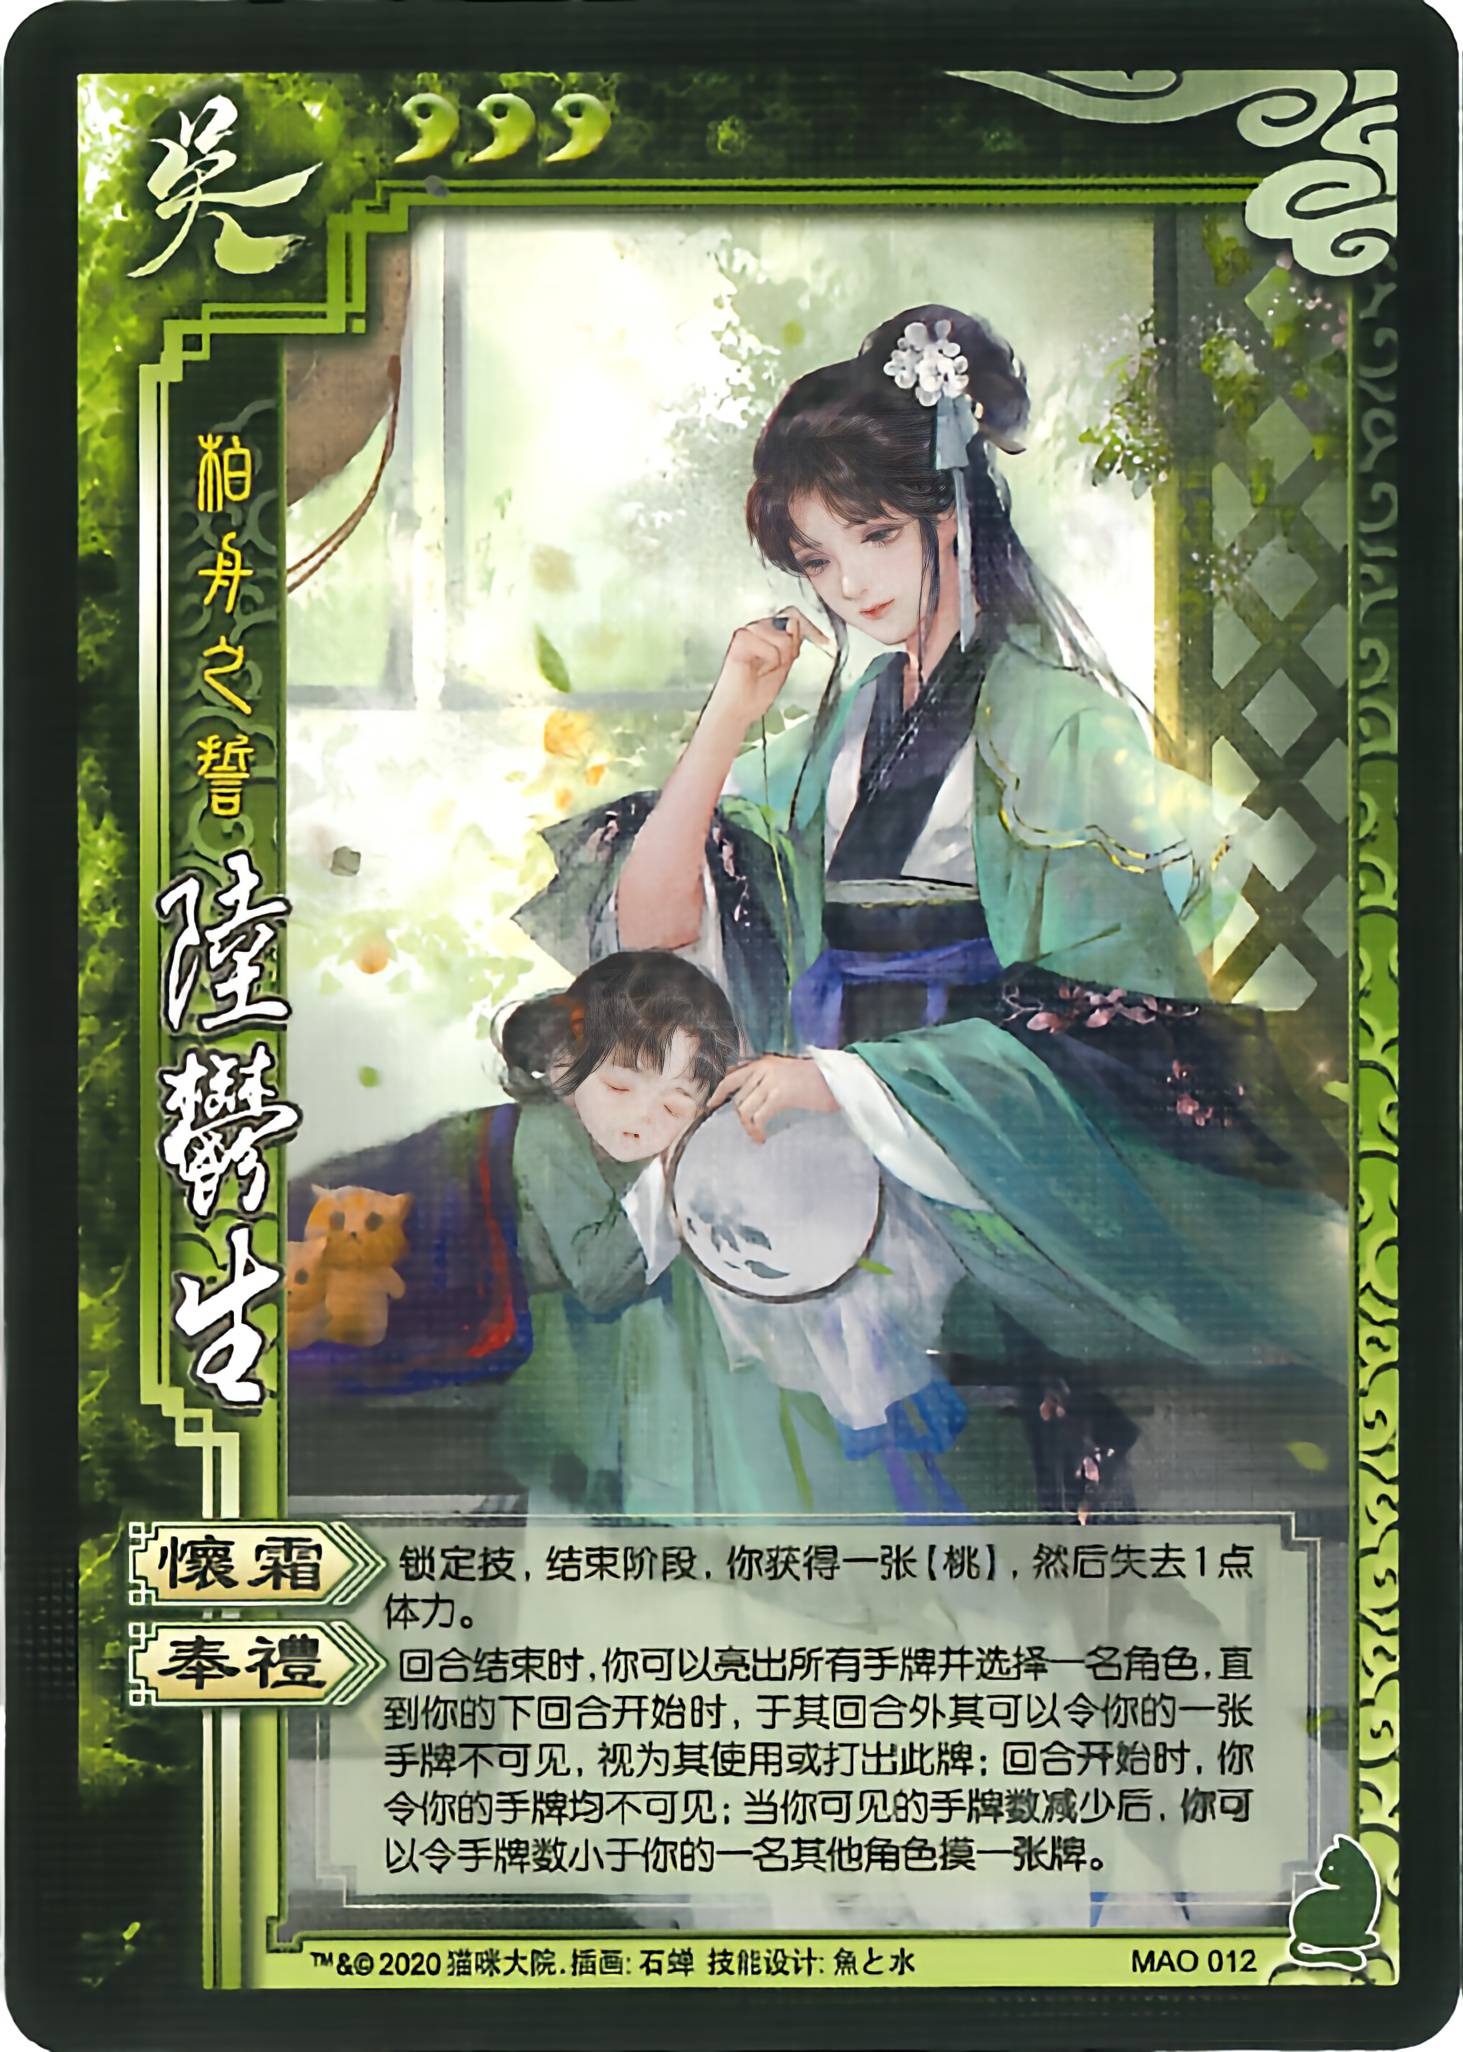 吴
柏舟之誓
陸鬱生
懷霜
锁定技，结束阶段，你获得一张【桃】，然后失去1点
体力。
奉禮
回合结束时，你可以亮出所有手牌并选择一名角色，直
到你的下回合开始时，于其回合外其可以令你的一张
手牌不可见，视为其使用或打出此牌；回合开始时，你
令你的手牌均不可见；当你可见的手牌数减少后，你可
以令手牌数小于你的一名其他角色摸一张牌。
™&© 2020 猫咪大院. 插画: 石蝉 技能设计: 魚と水
MAO 012